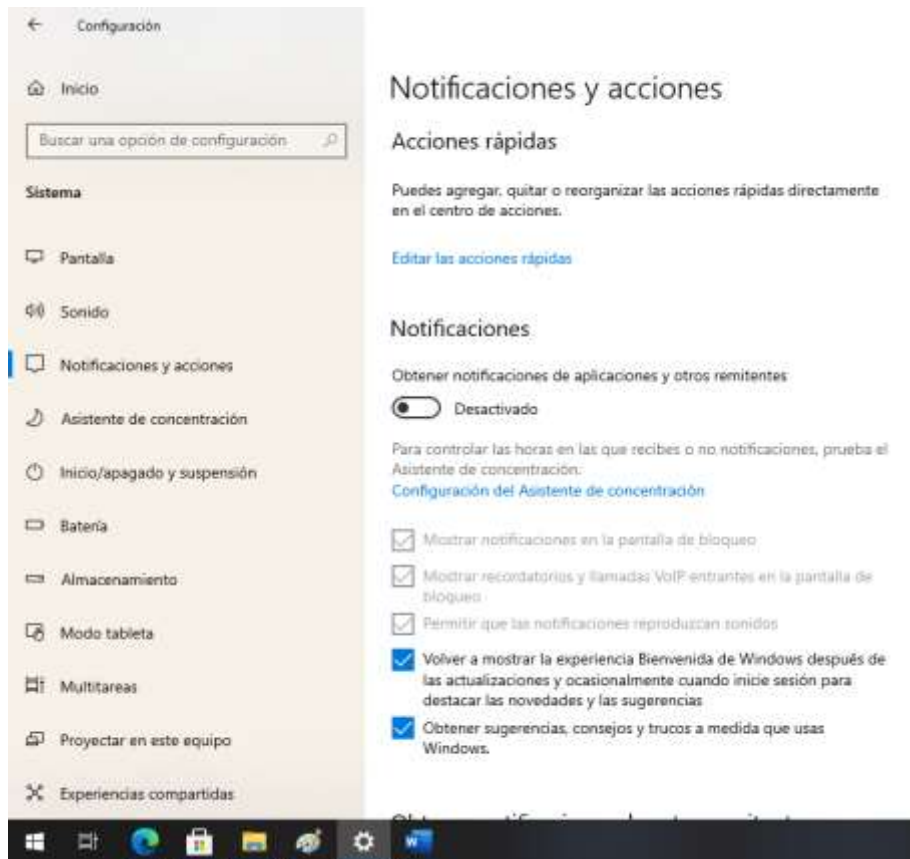 Configuración
Inicio
Buscar una opción de configuración
Sistema
Pantalla
Sonido
Notificaciones y acciones
Asistente de concentración
Inicio/apagado y suspensión
Batería
Almacenamiento
Modo tableta
Multitareas
Proyectar en este equipo
Experiencias compartidas
Notificaciones y acciones
Acciones rápidas
Puedes agregar, quitar o reorganizar las acciones rápidas directamente
en el centro de acciones.
Editar las acciones rápidas
Notificaciones
Obtener notificaciones de aplicaciones y otros remitentes
Desactivado
Para controlar las horas en las que recibes o no notificaciones, prueba el
Asistente de concentración.
Configuración del Asistente de concentración
Mostrar notificaciones en la pantalla de bloqueo
Mostrar recordatorios y llamadas VoIP entrantes en la pantalla de
bloqueo
Permitir que las notificaciones reproduzcan sonidos
Volver a mostrar la experiencia Bienvenida de Windows después de
las actualizaciones y ocasionalmente cuando inicie sesión para
destacar las novedades y las sugerencias
Obtener sugerencias, consejos y trucos a medida que usas
Windows.